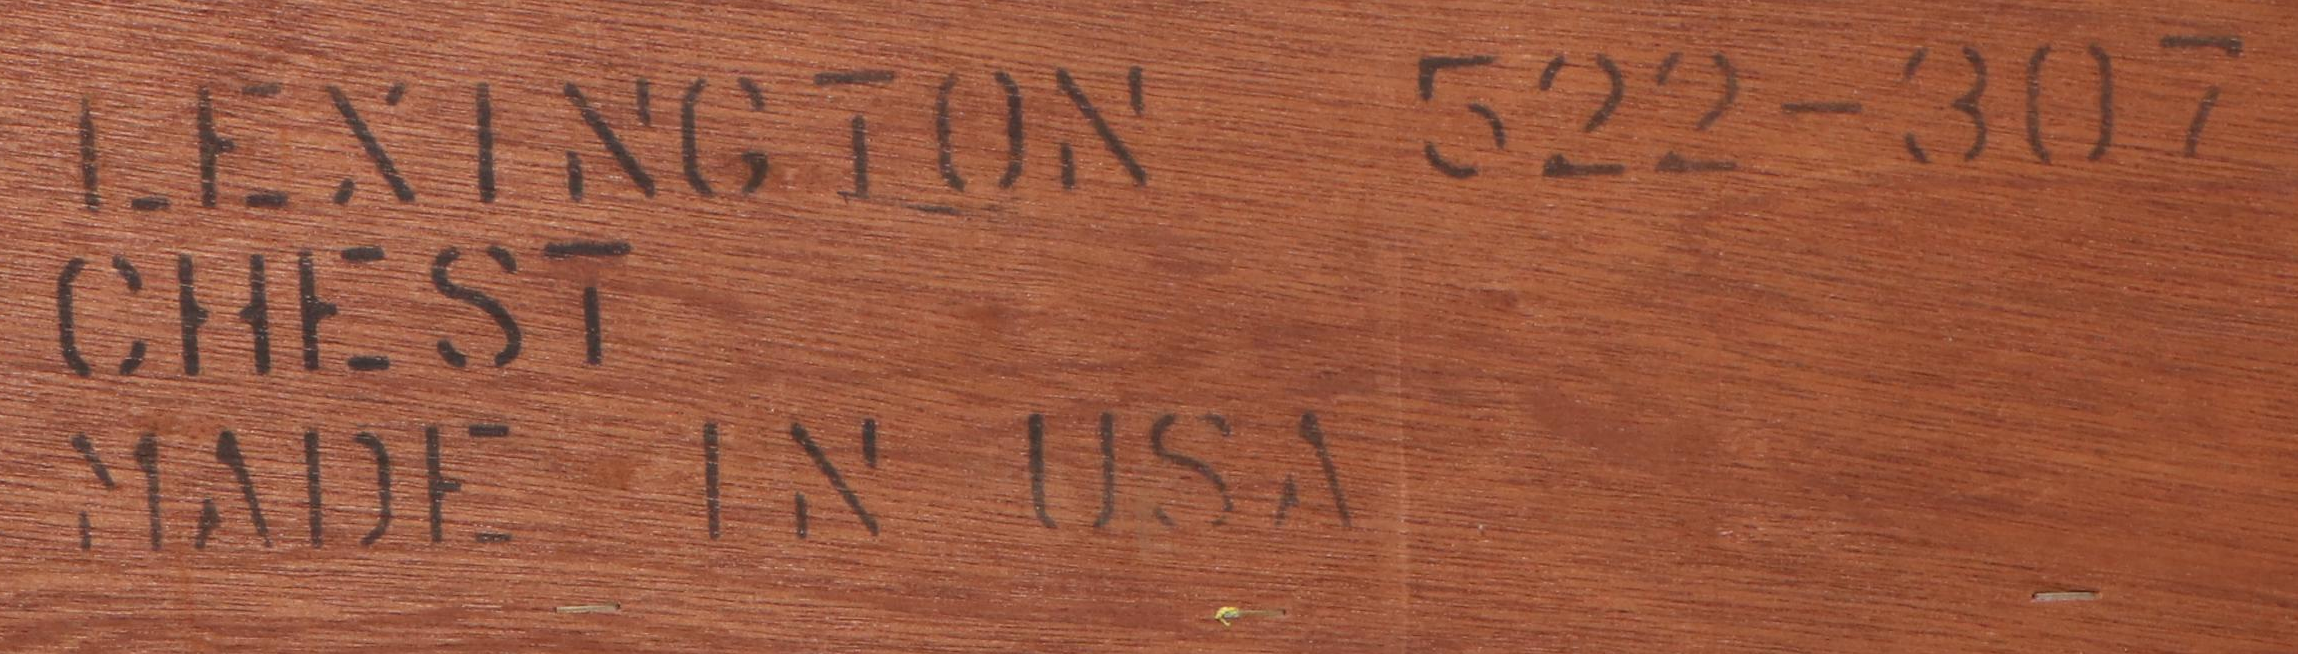 LEXINGTON 522-307
CHEST
MADE IN USA